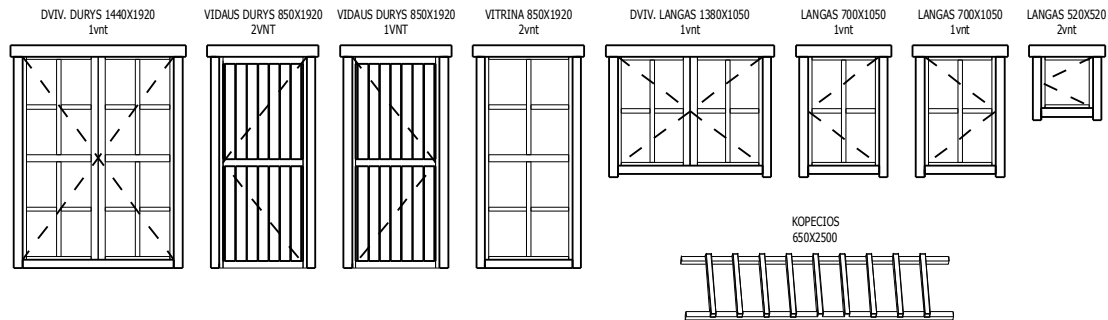 DVIV. DURYS 1440X1920
1vnt
VIDAUS DURYS 850X1920
2VNT
VIDAUS DURYS 850X1920
1VNT
VITRINA 850X1920
2vnt
DVIV. LANGAS 1380X1050
1vnt
LANGAS 700X1050
1vnt
LANGAS 700X1050
1vnt
LANGAS 520X520
2vnt
KOPECIOS
650X2500